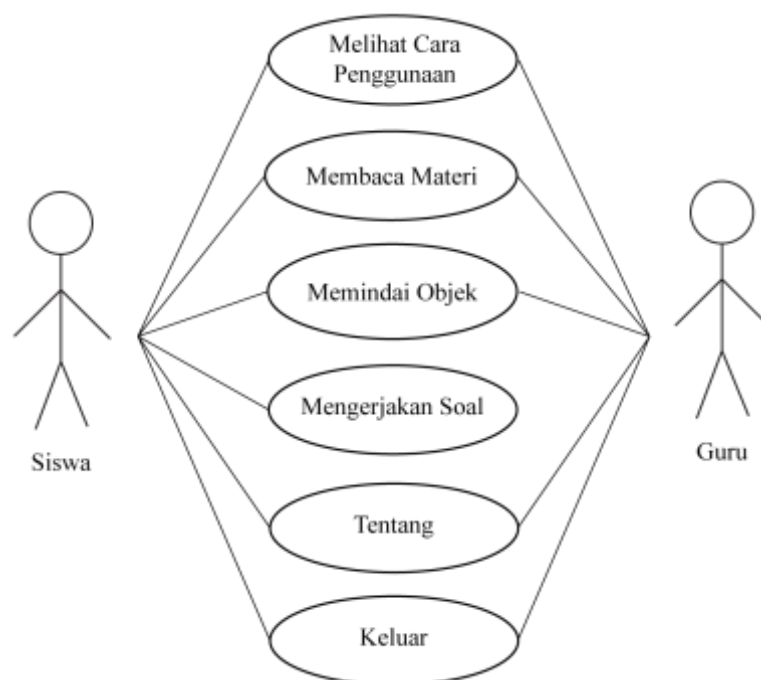 Melihat Cara
Penggunaan
Membaca Materi
Memindai Objek
Mengerjakan Soal
Siswa
Guru
Tentang
Keluar